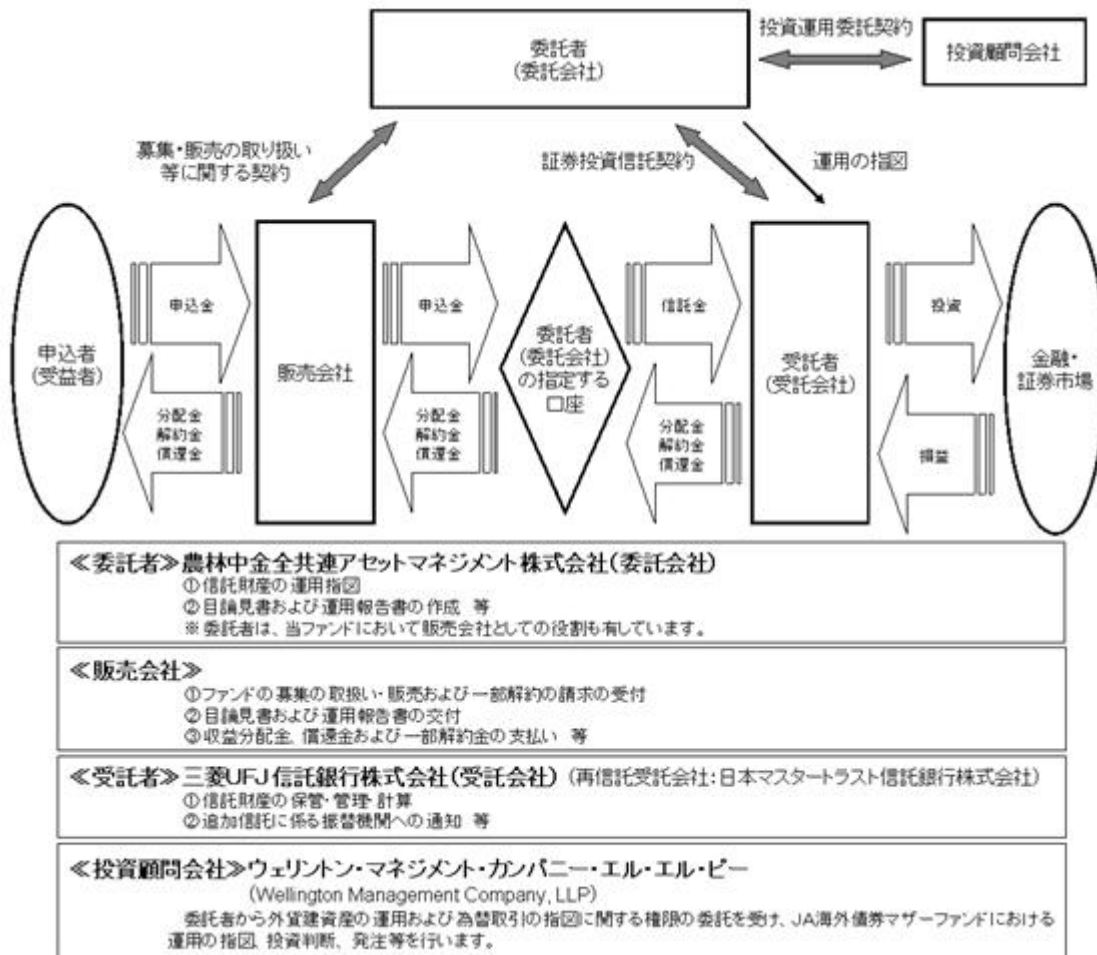 委託者
(委託会社)
投資運用委託契約
投資顧問会社
募集・販売の取り扱い
等に関する契約
証券投資信託契約
運用の指図
申込者
(受益者)
申込金
分配金
解約金
償還金
販売会社
申込金
分配金
解約金
償還金
委託者
(委託会社)
の指定する
口座
信託金
分配金
解約金
償還金
受託者
(受託会社)
投資
損益
金融・
証券市場
≪委託者≫農林中金全共連アセットマネジメント株式会社(委託会社)
①信託財産の運用指図
②目論見書および運用報告書の作成 等
※委託者は、当ファンドにおいて販売会社としての役割も有しています。
≪販売会社≫
①ファンドの募集の取扱い・販売および一部解約の請求の受付
②目論見書および運用報告書の交付
③収益分配金、償還金および一部解約金の支払い 等
≪受託者≫三菱UFJ信託銀行株式会社(受託会社) (再信託受託会社:日本マスタートラスト信託銀行株式会社)
①信託財産の保管・管理・計算
②追加信託に係る振替機関への通知 等
≪投資顧問会社≫ウェリントン・マネジメント・カンパニー・エル・エル・ピー
(Wellington Management Company, LLP)
委託者から外貨建資産の運用および為替取引の指図に関する権限の委託を受け、JA海外債券マザーファンドにおける
運用の指図、投資判断、発注等を行います。